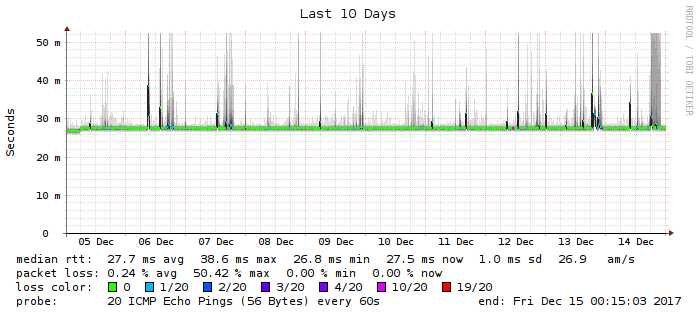 Last 10 Days
RRDTOOL / TOBI OETIKER
Seconds
50 m
40 m
30 m
20 m
10 m
0
05 Dec 06 Dec 07 Dec 08 Dec 09 Dec 10 Dec 11 Dec 12 Dec 13 Dec 14 Dec
median rtt: 27.7 ms avg 38.6 ms max 26.8 ms min 27.5 ms now 1.0 ms sd 26.9 am/s
packet loss: 0.24 % avg 50.42 % max 0.00 % min 0.00 % now
loss color: 0 1/20 2/20 3/20 4/20 10/20 19/20
probe: 20 ICMP Echo Pings (56 Bytes) every 60s end: Fri Dec 15 00:15:03 2017